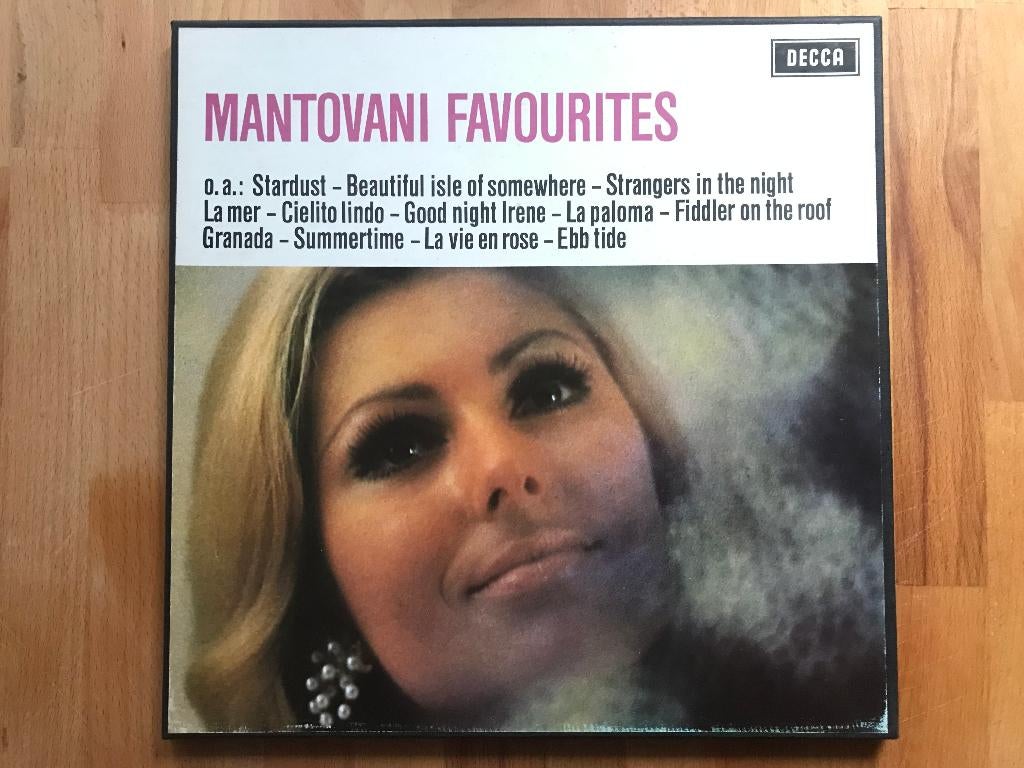 DECCA
MANTOVANI FAVOURITES
o.a.: Stardust – Beautiful isle of somewhere – Strangers in the night
La mer – Cielito lindo – Good night Irene – La paloma – Fiddler on the roof
Granada – Summertime – La vie en rose – Ebb tide